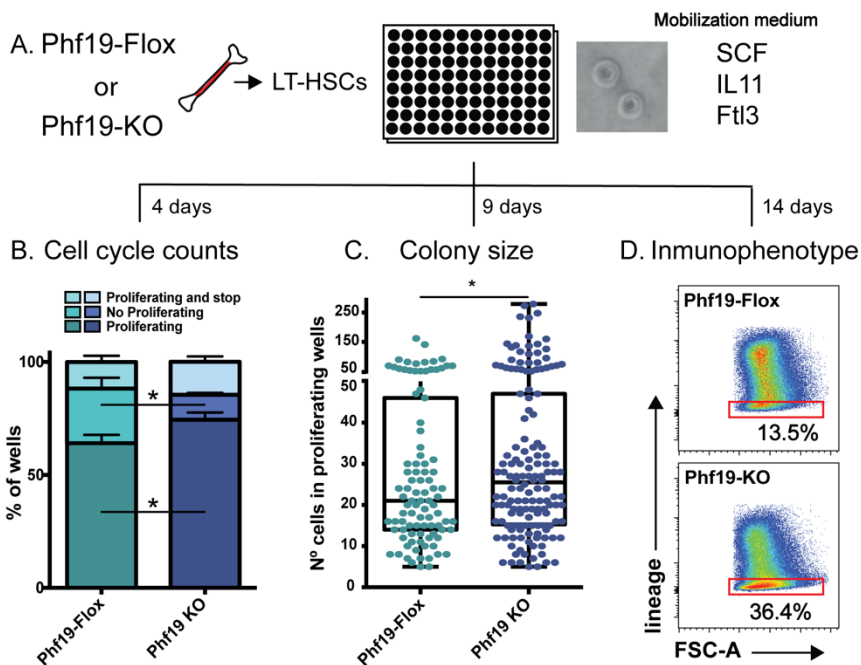 Mobilization medium
A. Phf19-Flox
or
Phf19-KO
LT-HSCs
SCF
IL11
Ftl3
4 days
9 days
14 days
B. Cell cycle counts
C. Colony size
D. Inmunophenotype
Proliferating and stop
No Proliferating
Proliferating
% of wells
100
50
0
*
*
Phf19-Flox
Phf19 KO
Nº cells in proliferating wells
250
150
50
50
40
30
20
10
0
*
Phf19-Flox
Phf19 KO
Phf19-Flox
13.5%
Phf19-KO
36.4%
lineage
FSC-A